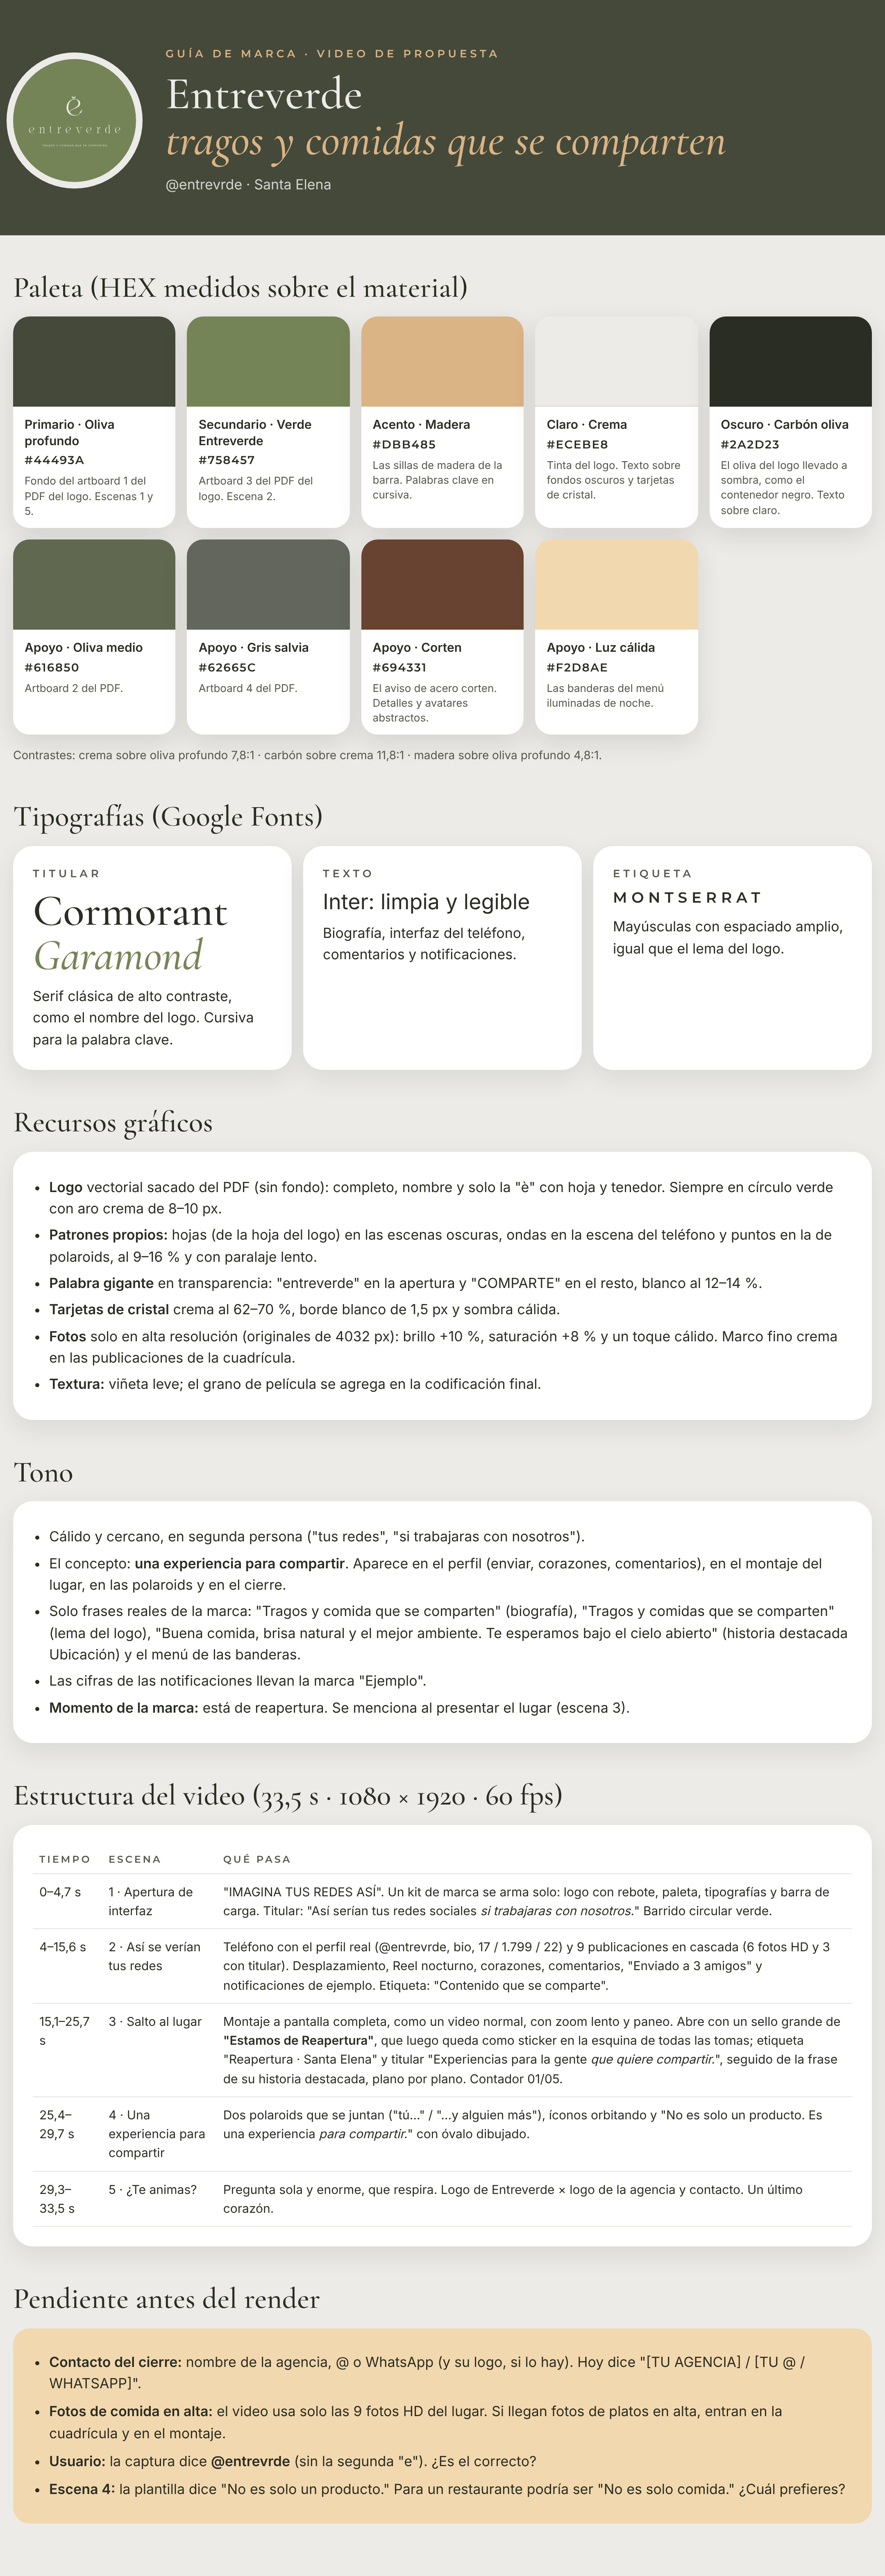 GUÍA DE MARCA · VIDEO DE PROPUESTA
Entreverde
tragos y comidas que se comparten
@entrevrde · Santa Elena
è
entreverde
TRAGOS Y COMIDAS QUE SE COMPARTEN
Paleta (HEX medidos sobre el material)
Primario · Oliva
profundo
#44493A
Fondo del artboard 1 del
PDF del logo. Escenas 1 y
5.
Secundario · Verde
Entreverde
#758457
Artboard 3 del PDF del
logo. Escena 2.
Acento · Madera
#DBB485
Las sillas de madera de la
barra. Palabras clave en
cursiva.
Claro · Crema
#ECEBE8
Tinta del logo. Texto sobre
fondos oscuros y tarjetas
de cristal.
Oscuro · Carbón oliva
#2A2D23
El oliva del logo llevado a
sombra, como el
contenedor negro. Texto
sobre claro.
Apoyo · Oliva medio
#616850
Artboard 2 del PDF.
Apoyo · Gris salvia
#62665C
Artboard 4 del PDF.
Apoyo · Corten
#694331
El aviso de acero corten.
Detalles y avatares
abstractos.
Apoyo · Luz cálida
#F2D8AE
Las banderas del menú
iluminadas de noche.
Contrastes: crema sobre oliva profundo 7,8:1 · carbón sobre crema 11,8:1 · madera sobre oliva profundo 4,8:1.
Tipografías (Google Fonts)
TITULAR
Cormorant
Garamond
Serif clásica de alto contraste,
como el nombre del logo. Cursiva
para la palabra clave.
TEXTO
Inter: limpia y legible
Biografía, interfaz del teléfono,
comentarios y notificaciones.
ETIQUETA
MONTSERRAT
Mayúsculas con espaciado amplio,
igual que el lema del logo.
Recursos gráficos
• Logo vectorial sacado del PDF (sin fondo): completo, nombre y solo la "è" con hoja y tenedor. Siempre en círculo verde
con aro crema de 8–10 px.
• Patrones propios: hojas (de la hoja del logo) en las escenas oscuras, ondas en la escena del teléfono y puntos en la de
polaroids, al 9–16 % y con paralaje lento.
• Palabra gigante en transparencia: "entreverde" en la apertura y "COMPARTE" en el resto, blanco al 12–14 %.
• Tarjetas de cristal crema al 62–70 %, borde blanco de 1,5 px y sombra cálida.
• Fotos solo en alta resolución (originales de 4032 px): brillo +10 %, saturación +8 % y un toque cálido. Marco fino crema
en las publicaciones de la cuadrícula.
• Textura: viñeta leve; el grano de película se agrega en la codificación final.
Tono
• Cálido y cercano, en segunda persona ("tus redes", "si trabajaras con nosotros").
• El concepto: una experiencia para compartir. Aparece en el perfil (enviar, corazones, comentarios), en el montaje del
lugar, en las polaroids y en el cierre.
• Solo frases reales de la marca: "Tragos y comida que se comparten" (biografía), "Tragos y comidas que se comparten"
(lema del logo), "Buena comida, brisa natural y el mejor ambiente. Te esperamos bajo el cielo abierto" (historia destacada
Ubicación) y el menú de las banderas.
• Las cifras de las notificaciones llevan la marca "Ejemplo".
• Momento de la marca: está de reapertura. Se menciona al presentar el lugar (escena 3).
Estructura del video (33,5 s · 1080 × 1920 · 60 fps)
TIEMPO ESCENA QUÉ PASA
0–4,7 s
1 · Apertura de
interfaz
"IMAGINA TUS REDES ASÍ". Un kit de marca se arma solo: logo con rebote, paleta, tipografías y barra de
carga. Titular: "Así serían tus redes sociales si trabajaras con nosotros." Barrido circular verde.
4–15,6 s
2 · Así se verían
tus redes
Teléfono con el perfil real (@entrevrde, bio, 17 / 1.799 / 22) y 9 publicaciones en cascada (6 fotos HD y 3
con titular). Desplazamiento, Reel nocturno, corazones, comentarios, "Enviado a 3 amigos" y
notificaciones de ejemplo. Etiqueta: "Contenido que se comparte".
15,1–25,7
s
3 · Salto al lugar
Montaje a pantalla completa, como un video normal, con zoom lento y paneo. Abre con un sello grande de
"Estamos de Reapertura", que luego queda como sticker en la esquina de todas las tomas; etiqueta
"Reapertura · Santa Elena" y titular "Experiencias para la gente que quiere compartir.", seguido de la frase
de su historia destacada, plano por plano. Contador 01/05.
25,4–
29,7 s
4 · Una
experiencia para
compartir
Dos polaroids que se juntan ("tú..." / "...y alguien más"), íconos orbitando y "No es solo un producto. Es
una experiencia para compartir." con óvalo dibujado.
29,3–
33,5 s
5 · ¿Te animas?
Pregunta sola y enorme, que respira. Logo de Entreverde × logo de la agencia y contacto. Un último
corazón.
Pendiente antes del render
• Contacto del cierre: nombre de la agencia, @ o WhatsApp (y su logo, si lo hay). Hoy dice "[TU AGENCIA] / [TU @ /
WHATSAPP]".
• Fotos de comida en alta: el video usa solo las 9 fotos HD del lugar. Si llegan fotos de platos en alta, entran en la
cuadrícula y en el montaje.
• Usuario: la captura dice @entrevrde (sin la segunda "e"). ¿Es el correcto?
• Escena 4: la plantilla dice "No es solo un producto." Para un restaurante podría ser "No es solo comida." ¿Cuál prefieres?